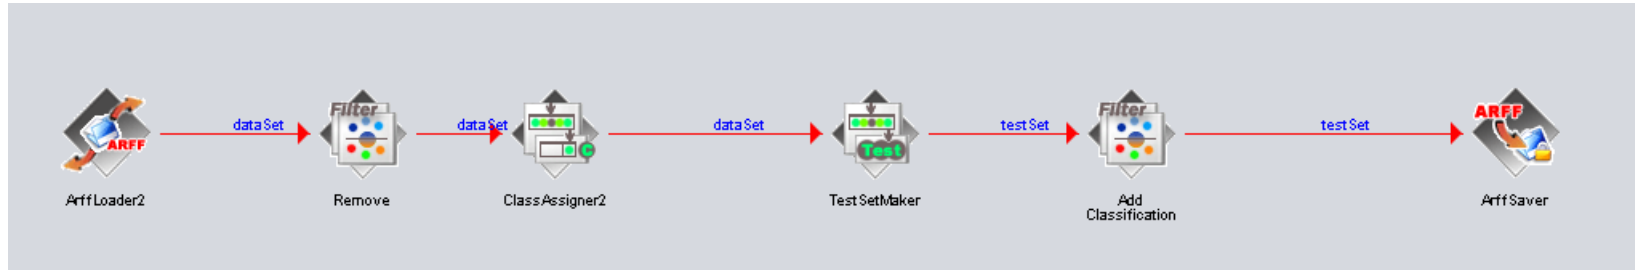 dataSet
dataSet
dataSet
testSet
testSet
ARFF
Filter
C
Test
Filter
ARFF
ArffLoader2
Remove
ClassAssigner2
TestSetMaker
Add
Classification
ArffSaver